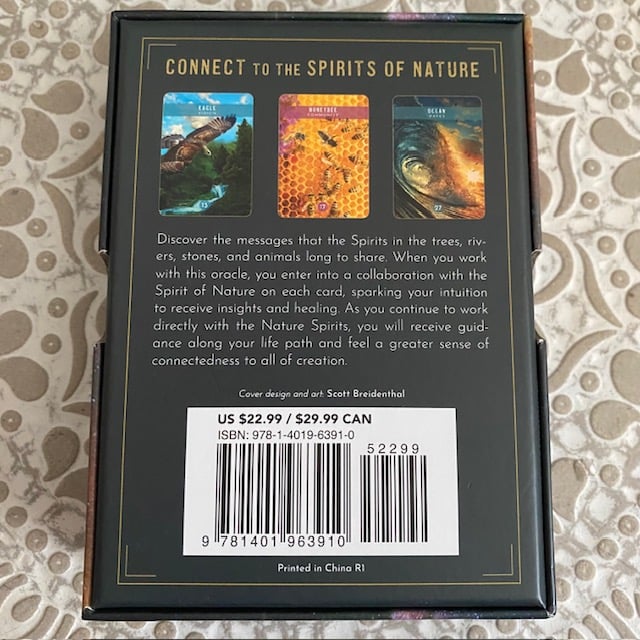 CONNECT TO THE SPIRITS OF NATURE
EAGLE
VISION
12
HONEYBEE
COMMUNITY
17
OCEAN
WAVES
27
Discover the messages that the Spirits in the trees, riv-
ers, stones, and animals long to share. When you work
with this oracle, you enter into a collaboration with the
Spirit of Nature on each card, sparking your intuition
to receive insights and healing. As you continue to work
directly with the Nature Spirits, you will receive guid-
ance along your life path and feel a greater sense of
connectedness to all of creation.
Cover design and art: Scott Breidenthal
US $22.99 / $29.99 CAN
ISBN: 978-1-4019-6391-0
52299
9 781401 963910
Printed in China R1